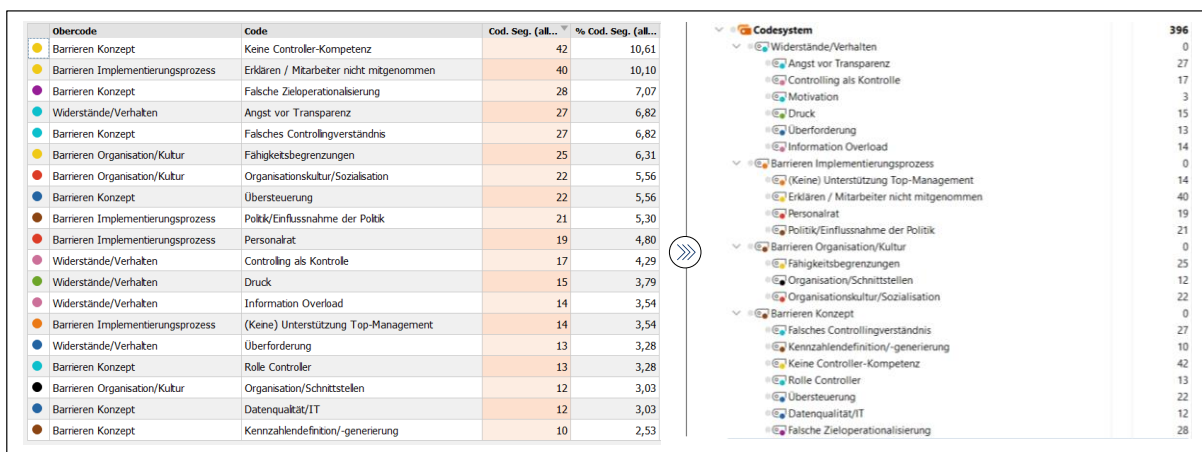 Obercode Code Cod. Seg. (all... % Cod. Seg. (all...
Barrieren Konzept Keine Controller-Kompetenz 42 10,61
Barrieren Implementierungsprozess Erklären / Mitarbeiter nicht mitgenommen 40 10,10
Barrieren Konzept Falsche Zieloperationalisierung 28 7,07
Widerstände/Verhalten Angst vor Transparenz 27 6,82
Barrieren Konzept Falsches Controllingverständnis 27 6,82
Barrieren Organisation/Kultur Fähigkeitsbegrenzungen 25 6,31
Barrieren Organisation/Kultur Organisationskultur/Sozialisation 22 5,56
Barrieren Konzept Übersteuerung 22 5,56
Barrieren Implementierungsprozess Politik/Einflussnahme der Politik 21 5,30
Barrieren Implementierungsprozess Personalrat 19 4,80
Widerstände/Verhalten Controlling als Kontrolle 17 4,29
Widerstände/Verhalten Druck 15 3,79
Widerstände/Verhalten Information Overload 14 3,54
Barrieren Implementierungsprozess (Keine) Unterstützung Top-Management 14 3,54
Widerstände/Verhalten Überforderung 13 3,28
Barrieren Konzept Rolle Controller 13 3,28
Barrieren Organisation/Kultur Organisation/Schnittstellen 12 3,03
Barrieren Konzept Datenqualität/IT 12 3,03
Barrieren Konzept Kennzahlendefinition/-generierung 10 2,53
Codesystem 396
Widerstände/Verhalten 0
Angst vor Transparenz 27
Controlling als Kontrolle 17
Motivation 3
Druck 15
Überforderung 13
Information Overload 14
Barrieren Implementierungsprozess 0
(Keine) Unterstützung Top-Management 14
Erklären / Mitarbeiter nicht mitgenommen 40
Personalrat 19
Politik/Einflussnahme der Politik 21
Barrieren Organisation/Kultur 0
Fähigkeitsbegrenzungen 25
Organisation/Schnittstellen 12
Organisationskultur/Sozialisation 22
Barrieren Konzept 0
Falsches Controllingverständnis 27
Kennzahlendefinition/-generierung 10
Keine Controller-Kompetenz 42
Rolle Controller 13
Übersteuerung 22
Datenqualität/IT 12
Falsche Zieloperationalisierung 28